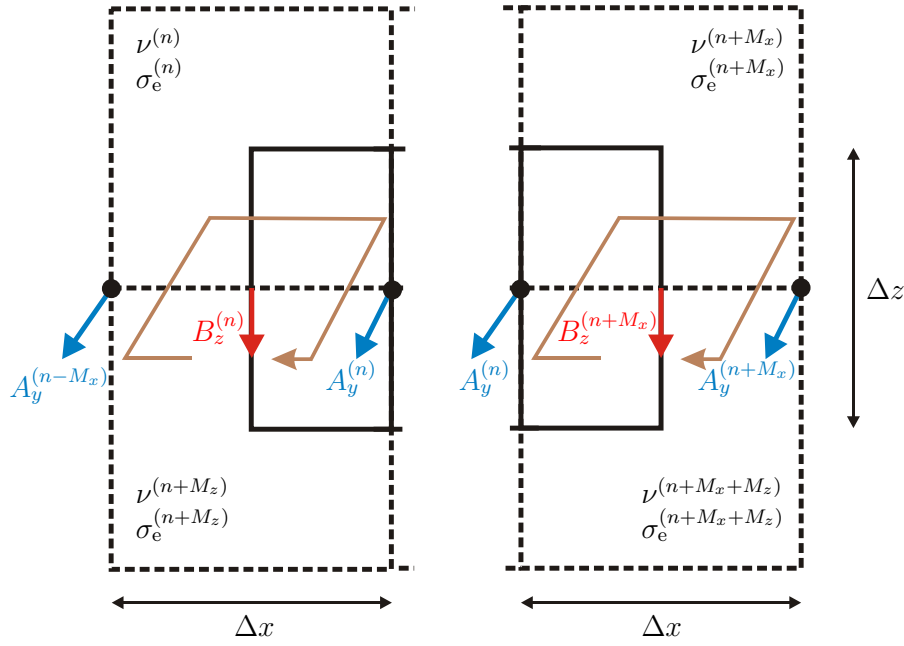 ν^(n)
σ_e^(n)
ν^(n+M_x)
σ_e^(n+M_x)
B_z^(n)
A_y^(n−M_x)
A_y^(n)
A_y^(n)
B_z^(n+M_x)
A_y^(n+M_x)
Δz
ν^(n+M_z)
σ_e^(n+M_z)
ν^(n+M_x+M_z)
σ_e^(n+M_x+M_z)
Δx
Δx